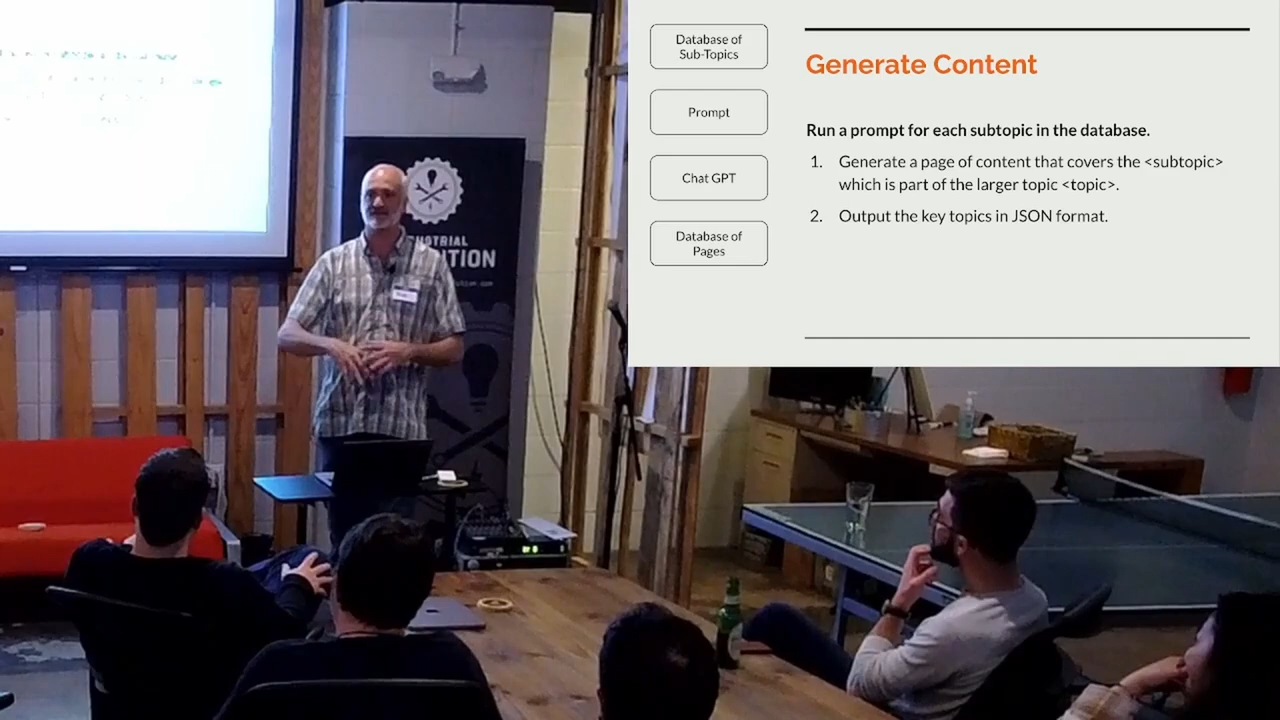 Database of
Sub-Topics
Prompt
Chat GPT
Database of
Pages
Generate Content
Run a prompt for each subtopic in the database.
1. Generate a page of content that covers the <subtopic>
which is part of the larger topic <topic>.
2. Output the key topics in JSON format.